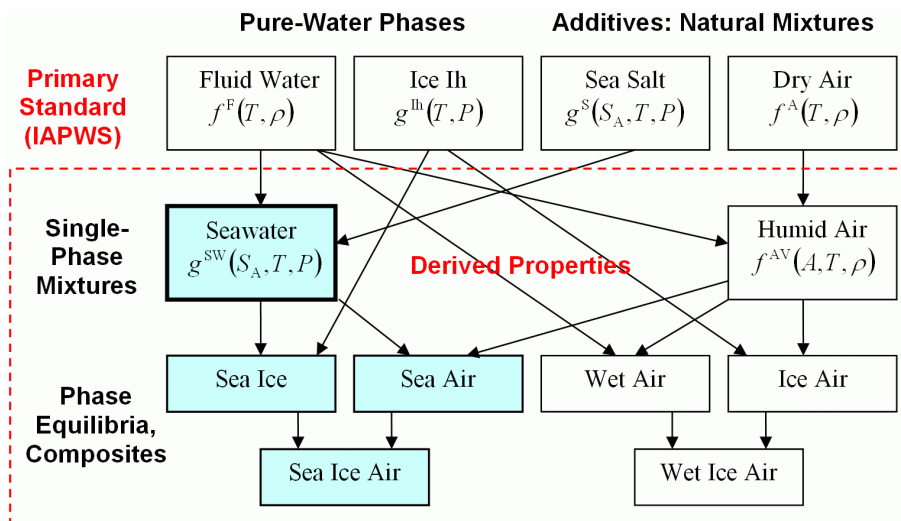 Pure-Water Phases
Additives: Natural Mixtures
Primary
Standard
(IAPWS)
Fluid Water
f^F(T, ρ)
Ice Ih
g^Ih(T, P)
Sea Salt
g^S(S_A, T, P)
Dry Air
f^A(T, ρ)
Single-
Phase
Mixtures
Seawater
g^SW(S_A, T, P)
Derived Properties
Humid Air
f^AV(A, T, ρ)
Phase
Equilibria,
Composites
Sea Ice
Sea Air
Wet Air
Ice Air
Sea Ice Air
Wet Ice Air